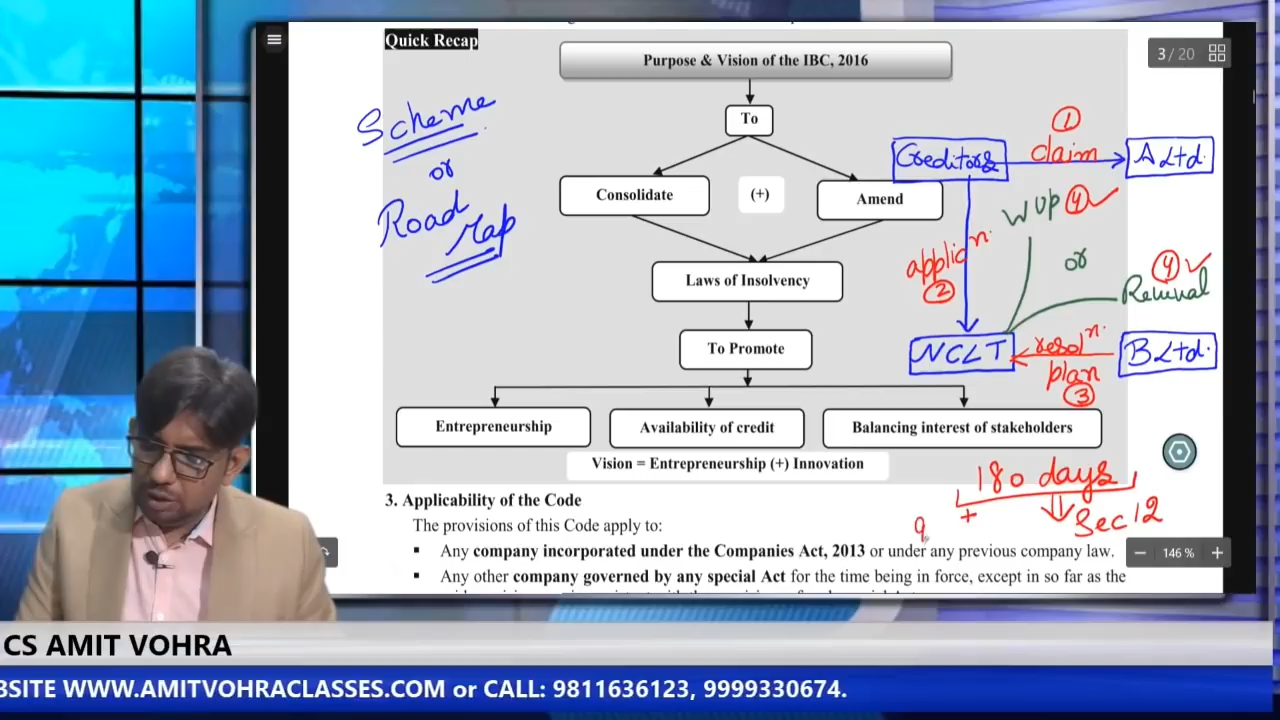 Quick Recap
3 / 20
Purpose & Vision of the IBC, 2016
To
Consolidate
(+)
Amend
Laws of Insolvency
To Promote
Entrepreneurship
Availability of credit
Balancing interest of stakeholders
Vision = Entrepreneurship (+) Innovation
Scheme
or
Road
Map
Creditors
1
claim
A Ltd.
WUP 4
or
4
Revival
applicn.
2
NCLT
resoln.
plan
3
B Ltd.
180 days
+
Sec 12
9
3. Applicability of the Code
The provisions of this Code apply to:
▪ Any company incorporated under the Companies Act, 2013 or under any previous company law.
▪ Any other company governed by any special Act for the time being in force, except in so far as the
− 146 % +
CS AMIT VOHRA
BSITE WWW.AMITVOHRACLASSES.COM or CALL: 9811636123, 9999330674.